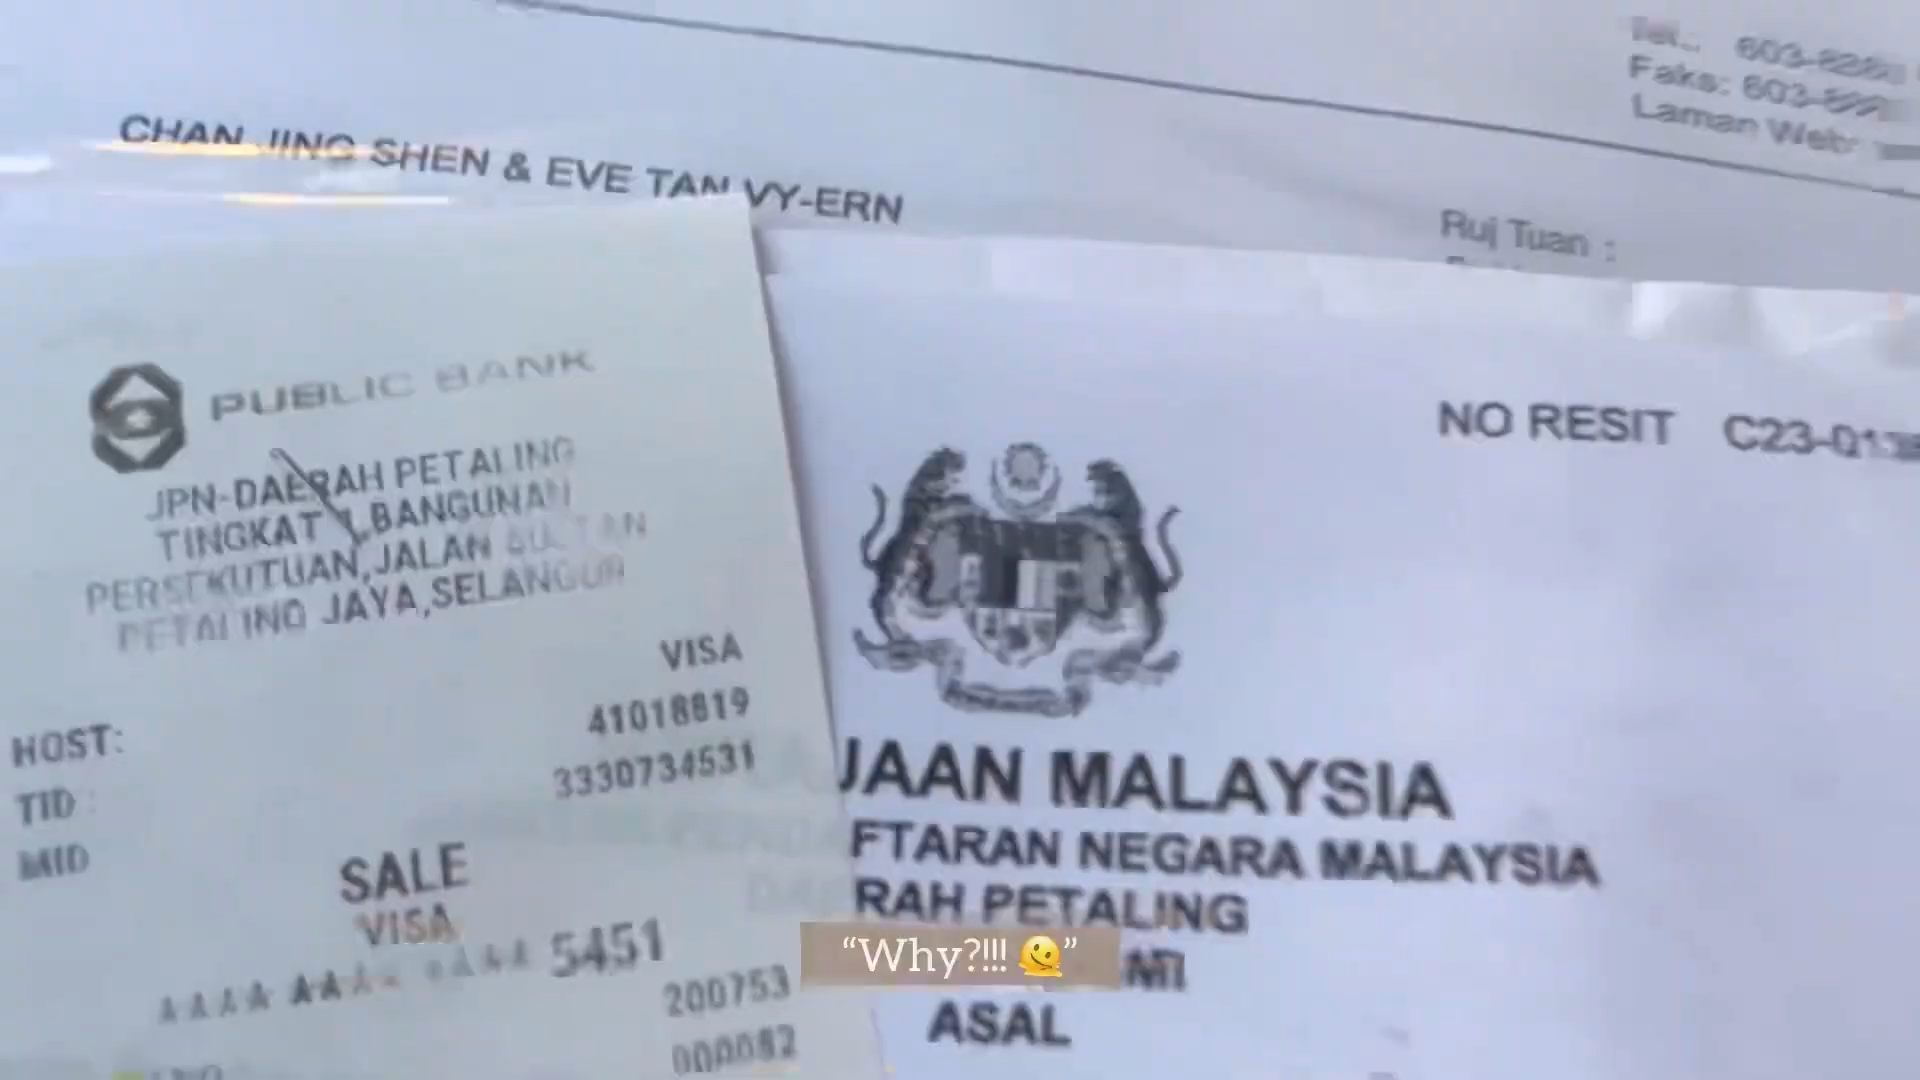 Tel.: 603-
Faks: 603-
Laman Web:
CHAN JING SHEN & EVE TAN VY-ERN
Ruj Tuan :
PUBLIC BANK
JPN-DAERAH PETALING
TINGKAT 1,BANGUNAN
PERSEKUTUAN,JALAN SULTAN
PETALING JAYA,SELANGOR
NO RESIT C23-
HOST: VISA
TID : 41018819
MID 3330734531
SALE
VISA
5451
200753
000082
JAAN MALAYSIA
FTARAN NEGARA MALAYSIA
RAH PETALING
ASAL
“Why?!!! 🫠”